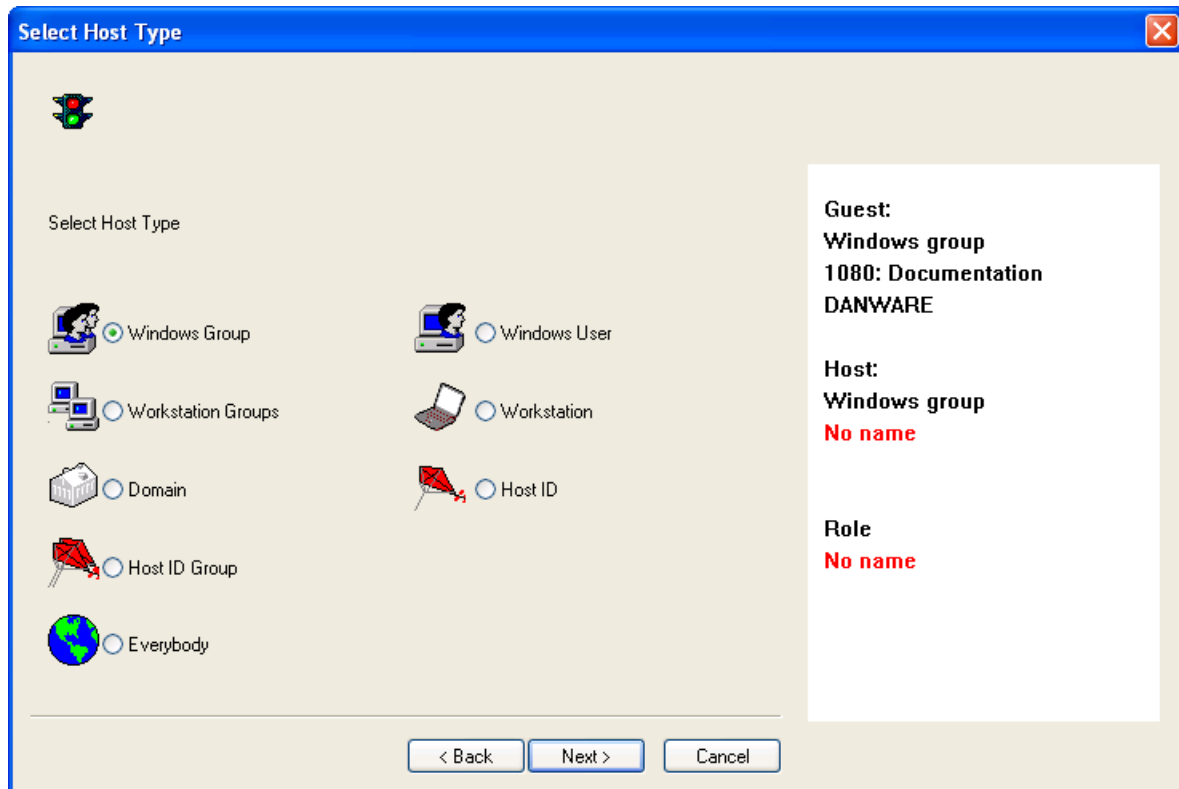 Select Host Type
Select Host Type
Windows Group
Windows User
Workstation Groups
Workstation
Domain
Host ID
Host ID Group
Everybody
Guest:
Windows group
1080: Documentation
DANWARE
Host:
Windows group
No name
Role
No name
< Back
Next >
Cancel